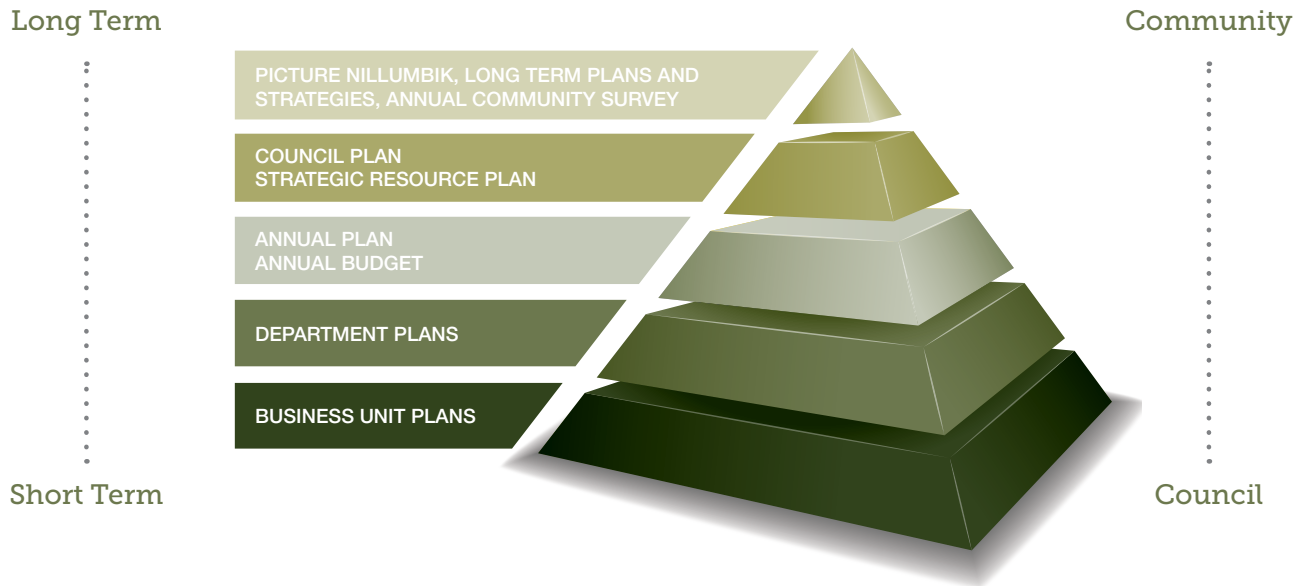 Long Term
Community
PICTURE NILLUMBIK, LONG TERM PLANS AND
STRATEGIES, ANNUAL COMMUNITY SURVEY
COUNCIL PLAN
STRATEGIC RESOURCE PLAN
ANNUAL PLAN
ANNUAL BUDGET
DEPARTMENT PLANS
BUSINESS UNIT PLANS
Short Term
Council